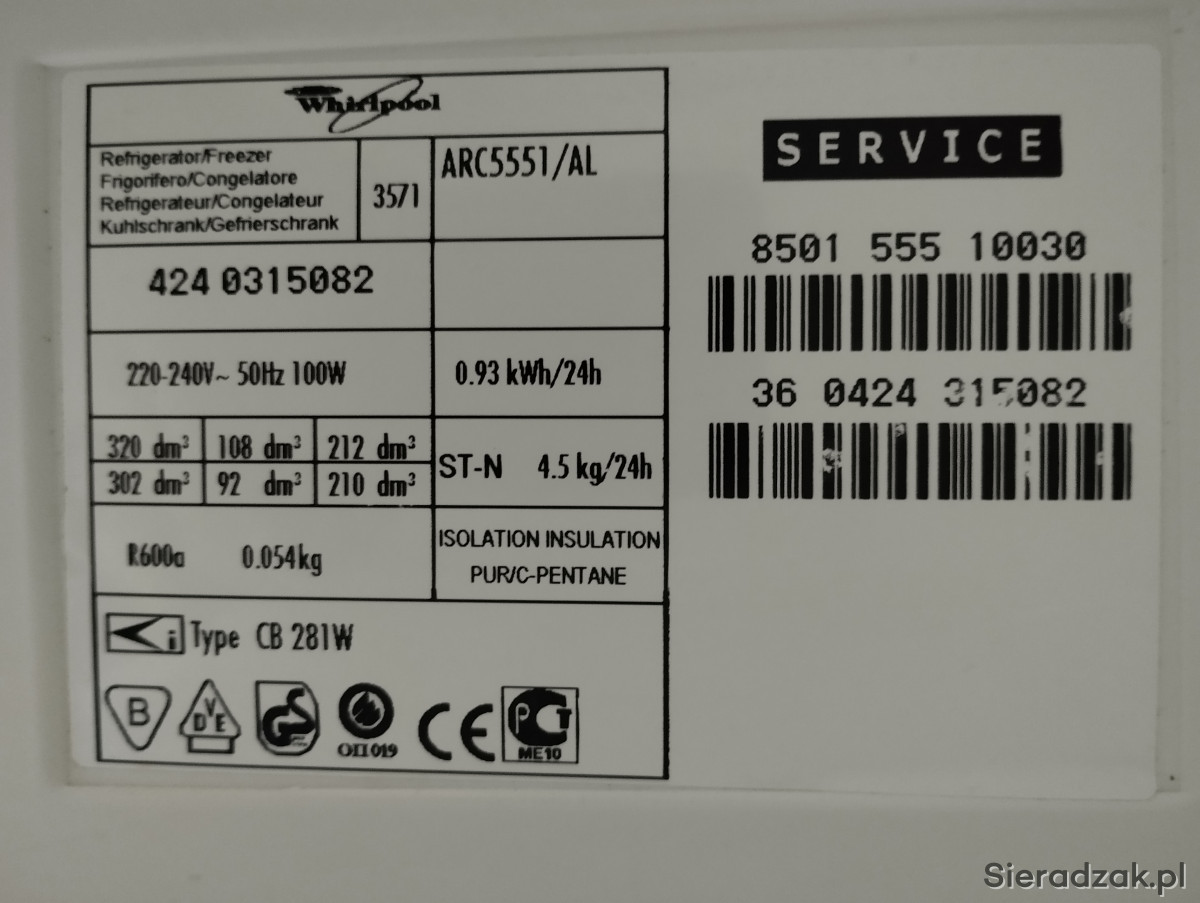 Whirlpool
Refrigerator/Freezer
Frigorifero/Congelatore
Refrigerateur/Congelateur
Kuhlschrank/Gefrierschrank
3571
ARC5551/AL
424 0315082
220-240V~ 50Hz 100W
0.93 kWh/24h
320 dm³ 108 dm³ 212 dm³
302 dm³ 92 dm³ 210 dm³
ST-N 4.5 kg/24h
R600a 0.054kg
ISOLATION INSULATION
PUR/C-PENTANE
i Type CB 281W
B
VDE
GS
ОП 019
CE
РСТ
ME10
SERVICE
8501 555 10030
36 0424 315082
Sieradzak.pl